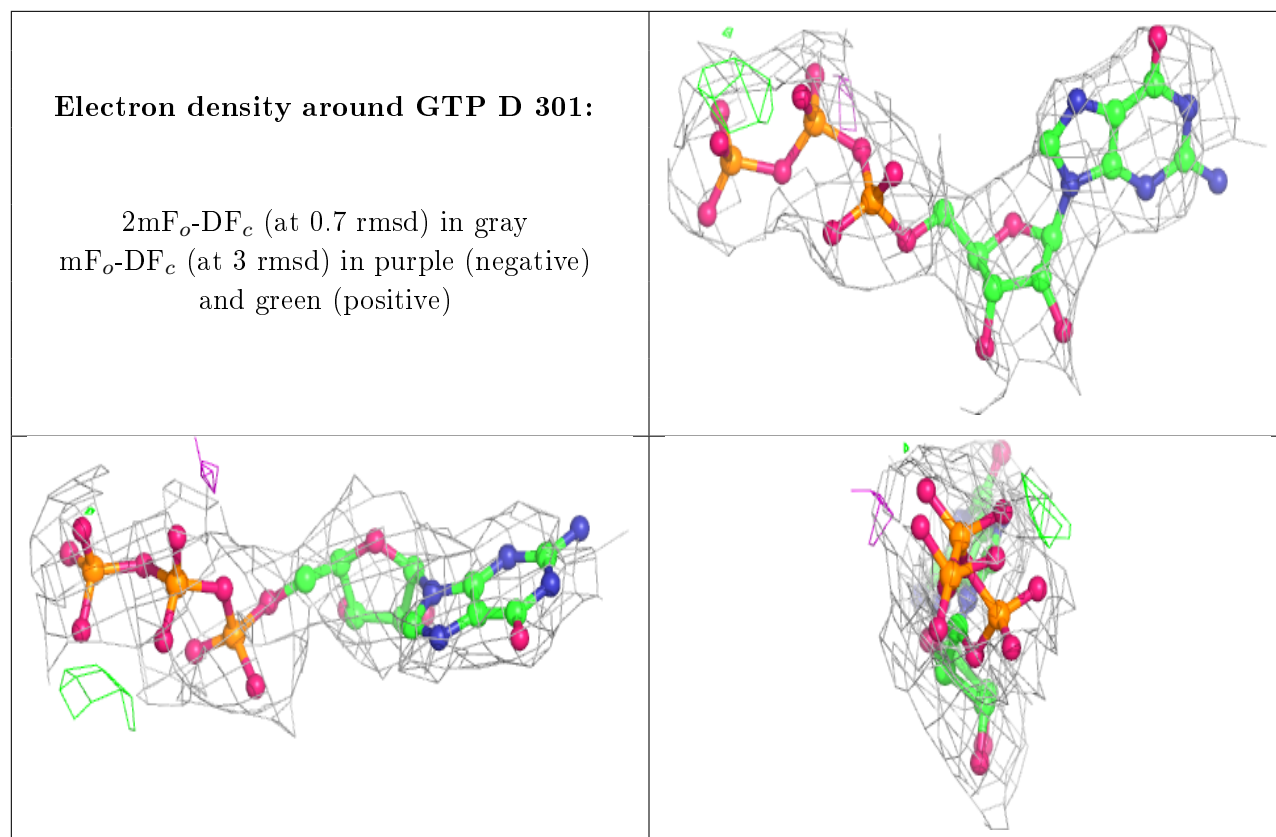 Electron density around GTP D 301:
2mFo-DFc (at 0.7 rmsd) in gray
mFo-DFc (at 3 rmsd) in purple (negative)
and green (positive)